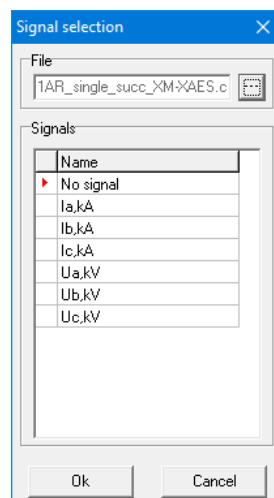 Signal selection
File
1AR_single_succ_XM-XAES.c
Signals
Name
No signal
Ia,kA
Ib,kA
Ic,kA
Ua,kV
Ub,kV
Uc,kV
Ok
Cancel